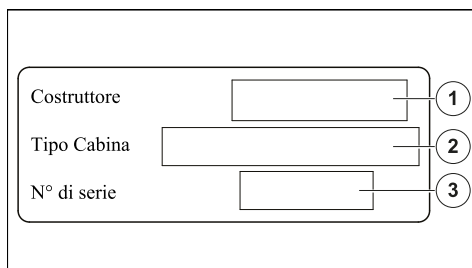 Costruttore 1
Tipo Cabina 2
N° di serie 3